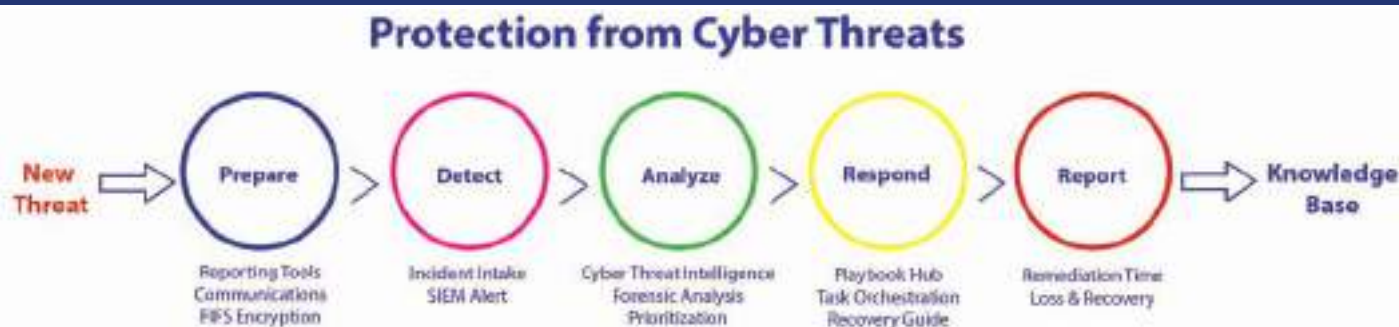 Protection from Cyber Threats
New
Threat
Prepare
Detect
Analyze
Respond
Report
Knowledge
Base
Reporting Tools
Communications
FIFS Encryption
Incident Intake
SIEM Alert
Cyber Threat Intelligence
Forensic Analysis
Prioritization
Playbook Hub
Task Orchestration
Recovery Guide
Remediation Time
Loss & Recovery